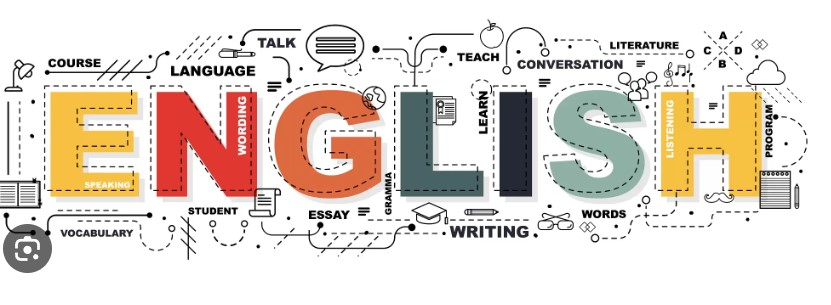 COURSE
LANGUAGE
TALK
TEACH
CONVERSATION
LITERATURE
A
C D
B
ENGLISH
SPEAKING
WORDING
GRAMMA
LEARN
LISTENING
PROGRAM
VOCABULARY
STUDENT
ESSAY
WRITING
WORDS